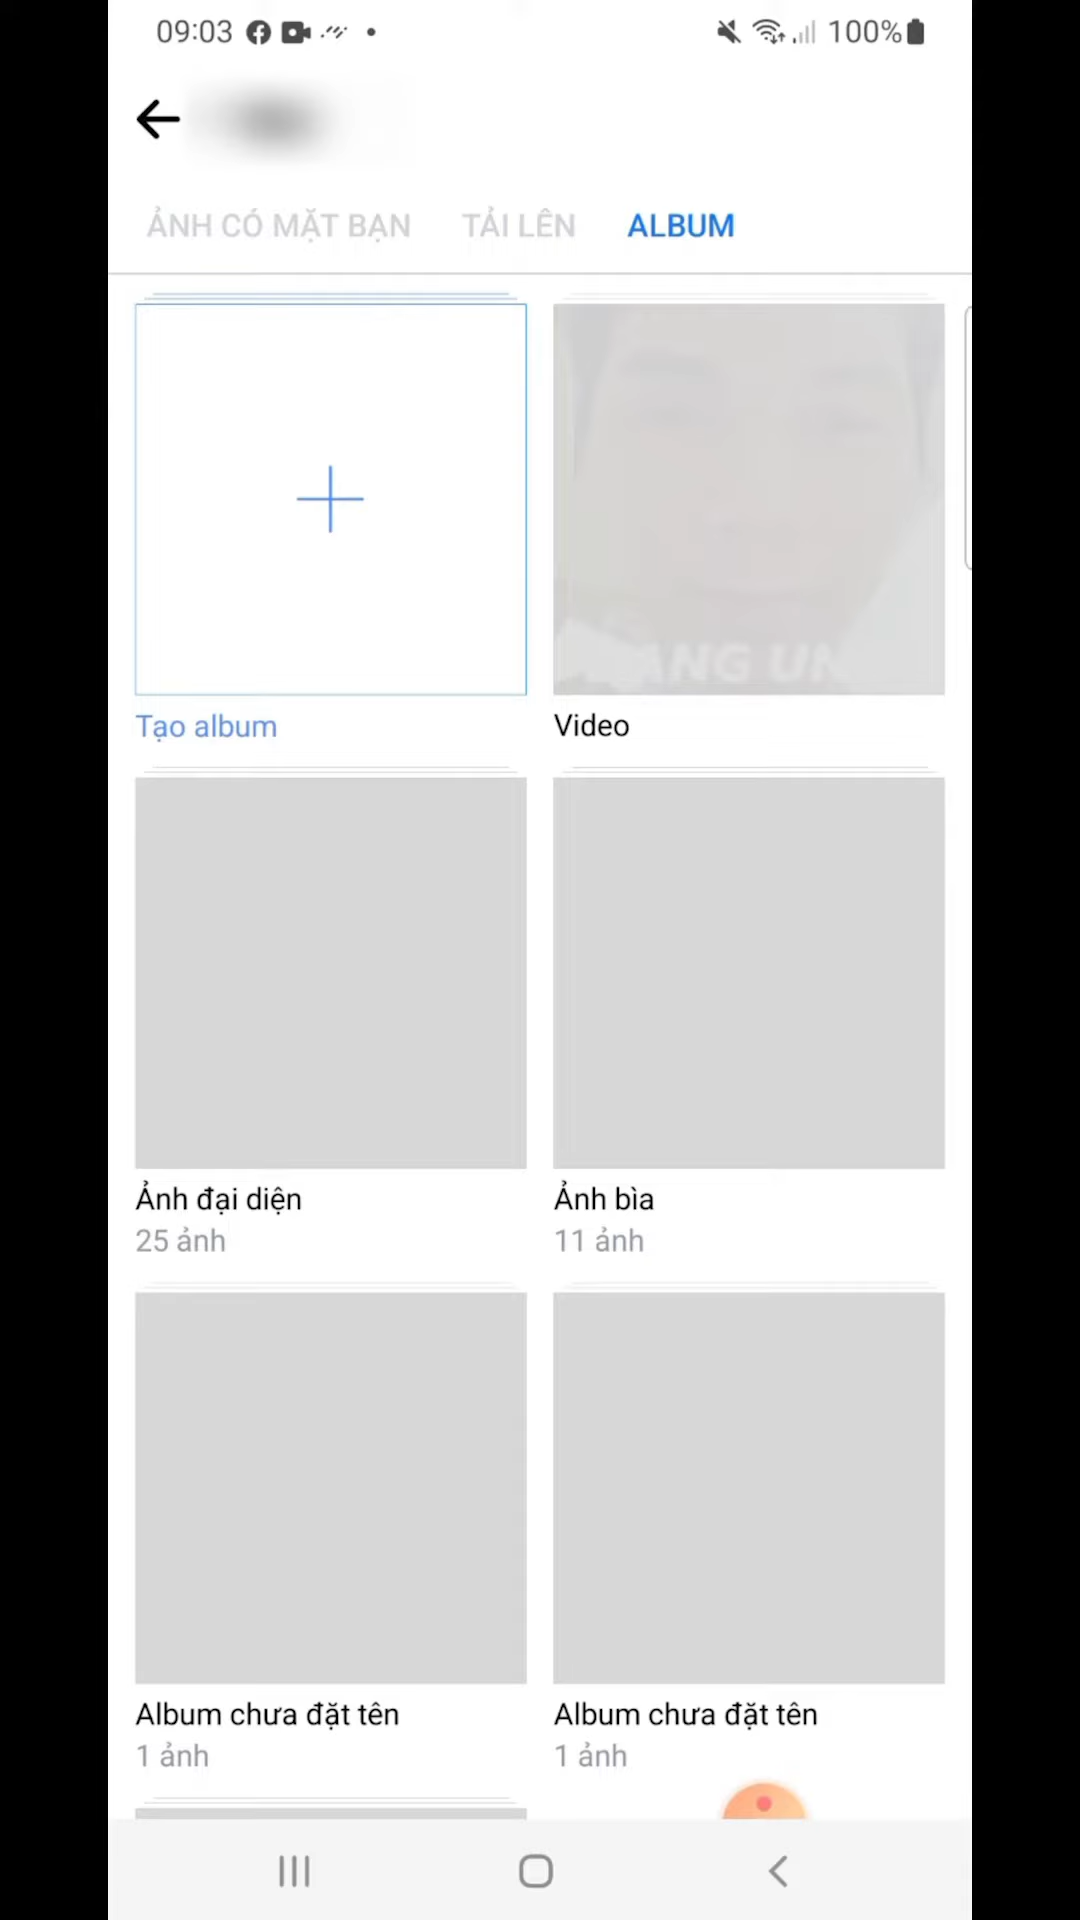 09:03 100%
ẢNH CÓ MẶT BẠN TẢI LÊN ALBUM
ANG
Tạo album Video
Ảnh đại diện Ảnh bìa
25 ảnh 11 ảnh
Album chưa đặt tên Album chưa đặt tên
1 ảnh 1 ảnh